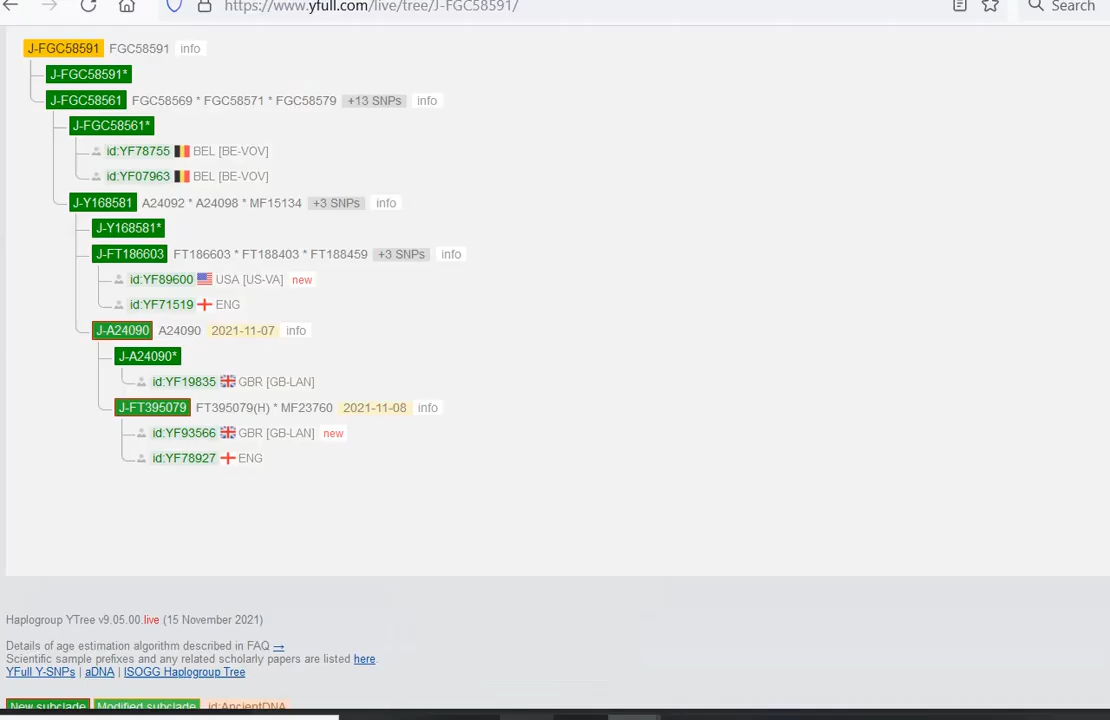 https://www.yfull.com/live/tree/J-FGC58591/
Search
J-FGC58591 FGC58591 info
J-FGC58591*
J-FGC58561 FGC58569 * FGC58571 * FGC58579 +13 SNPs info
J-FGC58561*
id:YF78755 BEL [BE-VOV]
id:YF07963 BEL [BE-VOV]
J-Y168581 A24092 * A24098 * MF15134 +3 SNPs info
J-Y168581*
J-FT186603 FT186603 * FT188403 * FT188459 +3 SNPs info
id:YF89600 USA [US-VA] new
id:YF71519 ENG
J-A24090 A24090 2021-11-07 info
J-A24090*
id:YF19835 GBR [GB-LAN]
J-FT395079 FT395079(H) * MF23760 2021-11-08 info
id:YF93566 GBR [GB-LAN] new
id:YF78927 ENG
Haplogroup YTree v9.05.00.live (15 November 2021)
Details of age estimation algorithm described in FAQ →
Scientific sample prefixes and any related scholarly papers are listed here.
YFull Y-SNPs | aDNA | ISOGG Haplogroup Tree
New subclade Modified subclade id:AncientDNA